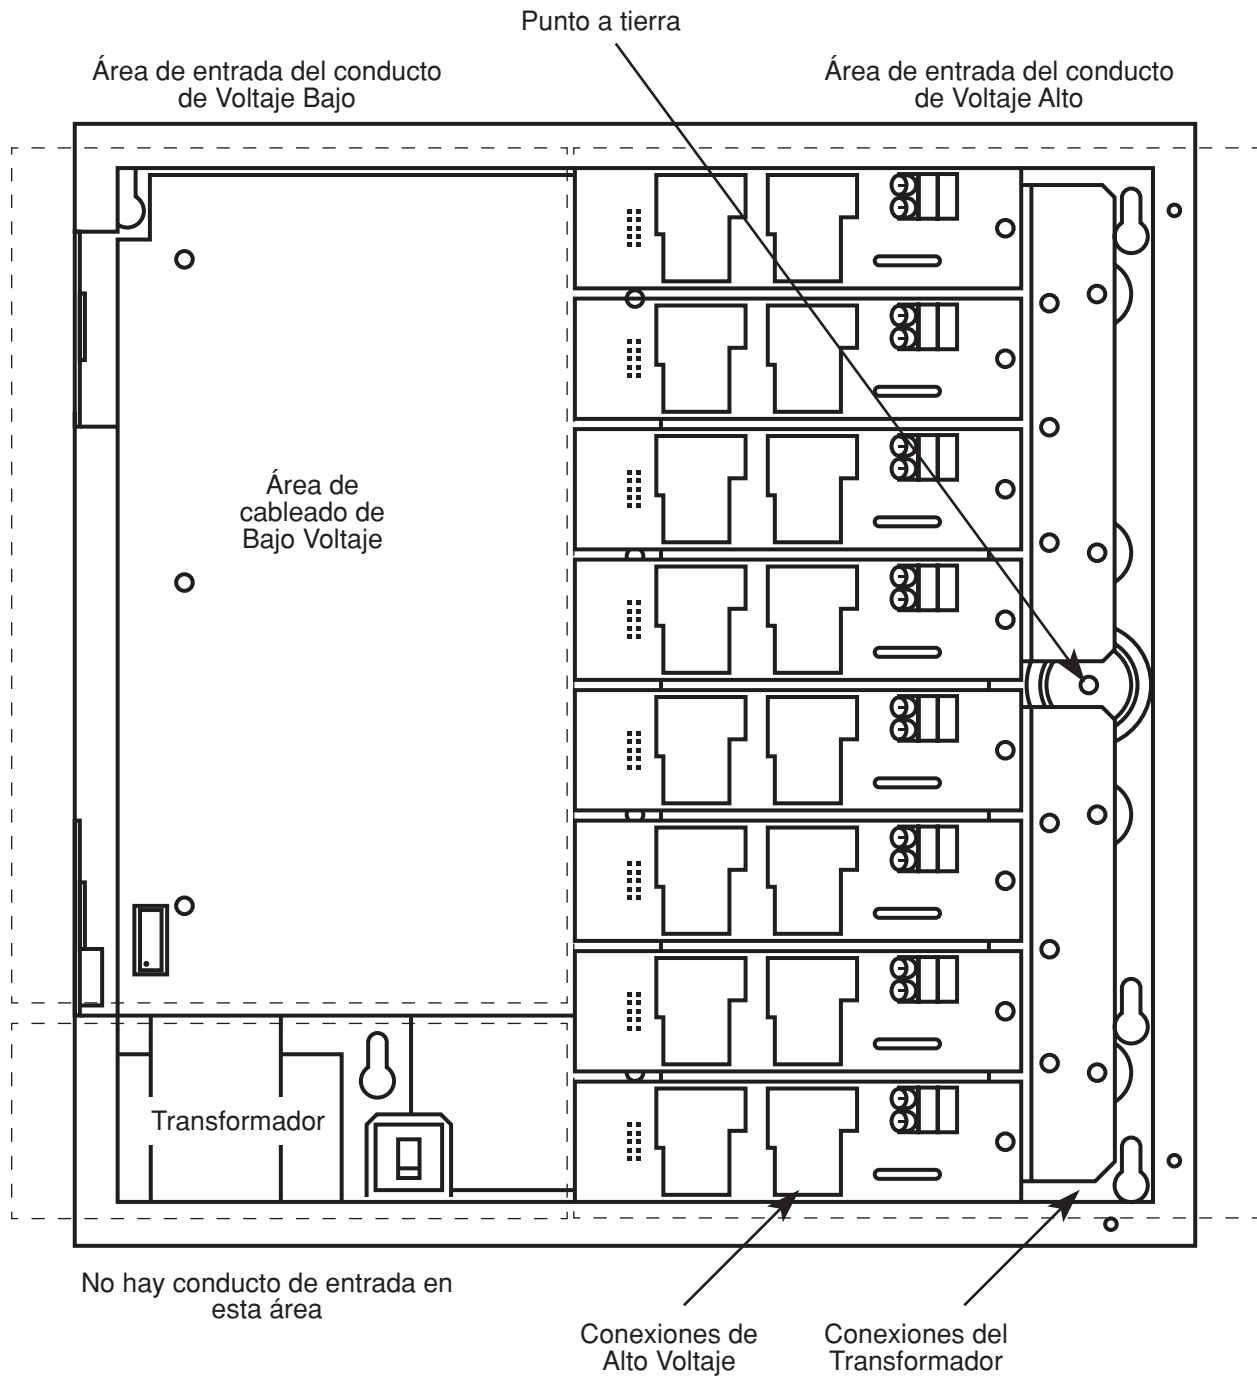 Punto a tierra
Área de entrada del conducto
de Voltaje Bajo
Área de entrada del conducto
de Voltaje Alto
Área de
cableado de
Bajo Voltaje
Transformador
No hay conducto de entrada en
esta área
Conexiones de
Alto Voltaje
Conexiones del
Transformador